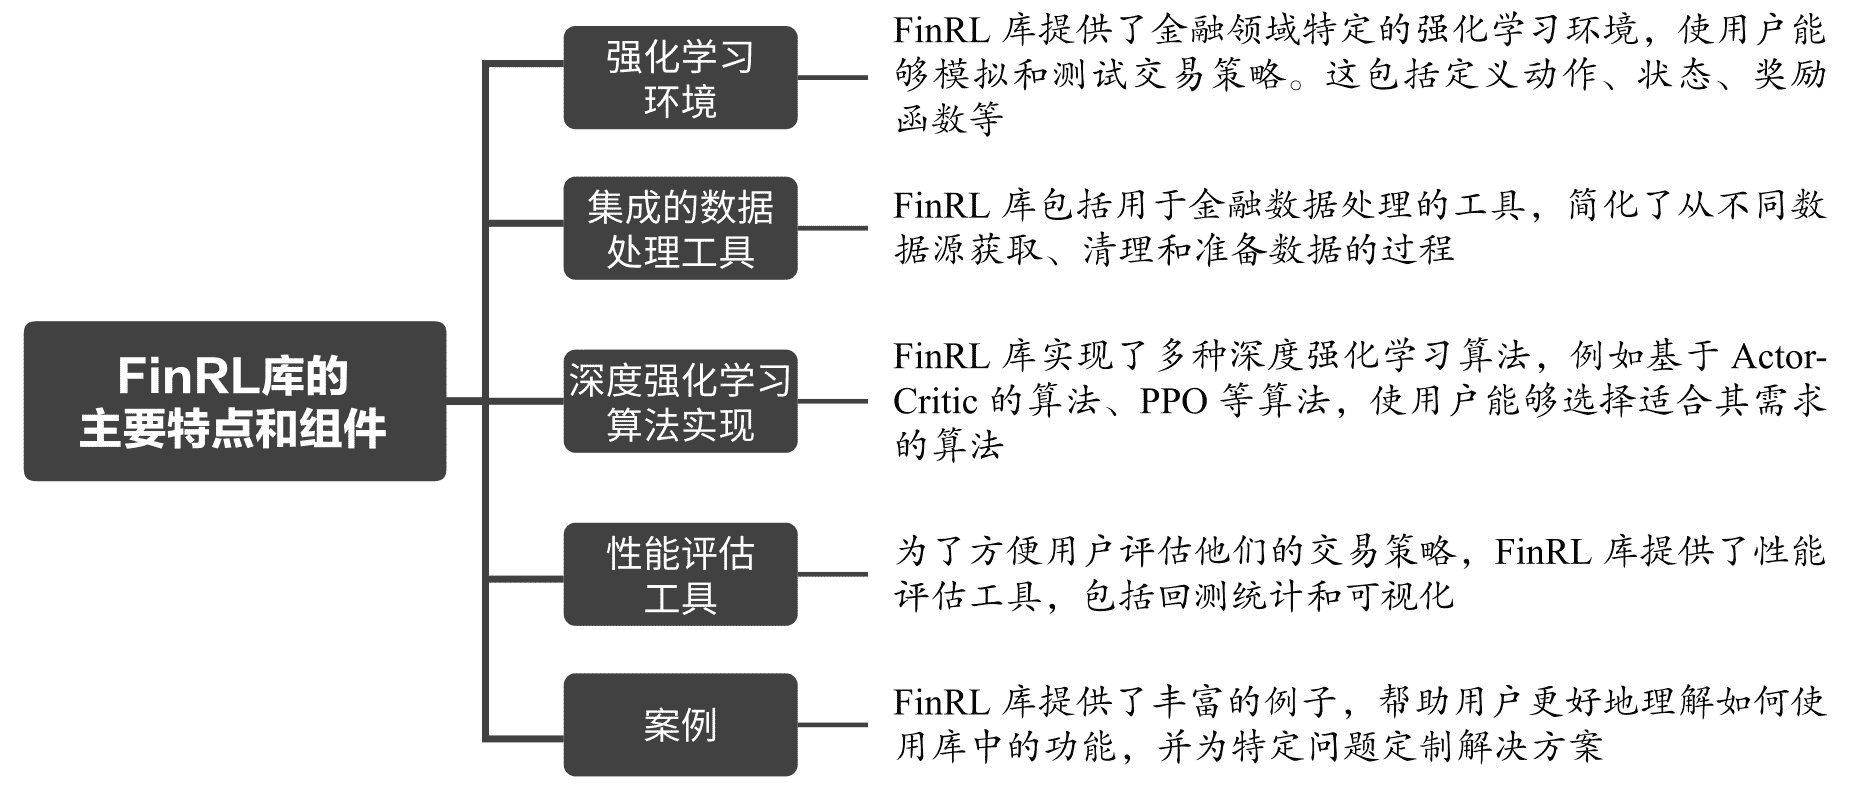 FinRL库的
主要特点和组件
强化学习
环境
FinRL 库提供了金融领域特定的强化学习环境，使用户能
够模拟和测试交易策略。这包括定义动作、状态、奖励
函数等
集成的数据
处理工具
FinRL 库包括用于金融数据处理的工具，简化了从不同数
据源获取、清理和准备数据的过程
深度强化学习
算法实现
FinRL 库实现了多种深度强化学习算法，例如基于 Actor-
Critic 的算法、PPO 等算法，使用户能够选择适合其需求
的算法
性能评估
工具
为了方便用户评估他们的交易策略，FinRL 库提供了性能
评估工具，包括回测统计和可视化
案例
FinRL 库提供了丰富的例子，帮助用户更好地理解如何使
用库中的功能，并为特定问题定制解决方案